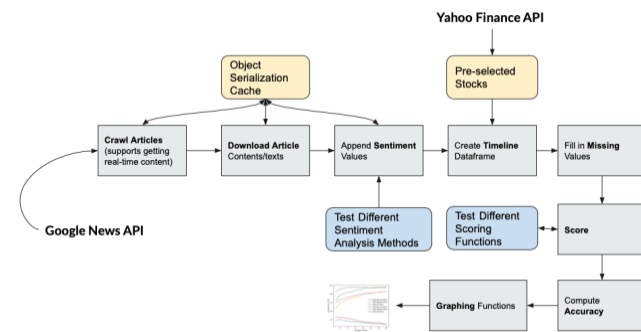 Yahoo Finance API
Object
Serialization
Cache
Pre-selected
Stocks
Crawl Articles
(supports getting
real-time content)
Download Article
Contents/texts
Append Sentiment
Values
Create Timeline
Dataframe
Fill in Missing
Values
Google News API
Test Different
Sentiment
Analysis Methods
Test Different
Scoring
Functions
Score
Graphing Functions
Compute
Accuracy